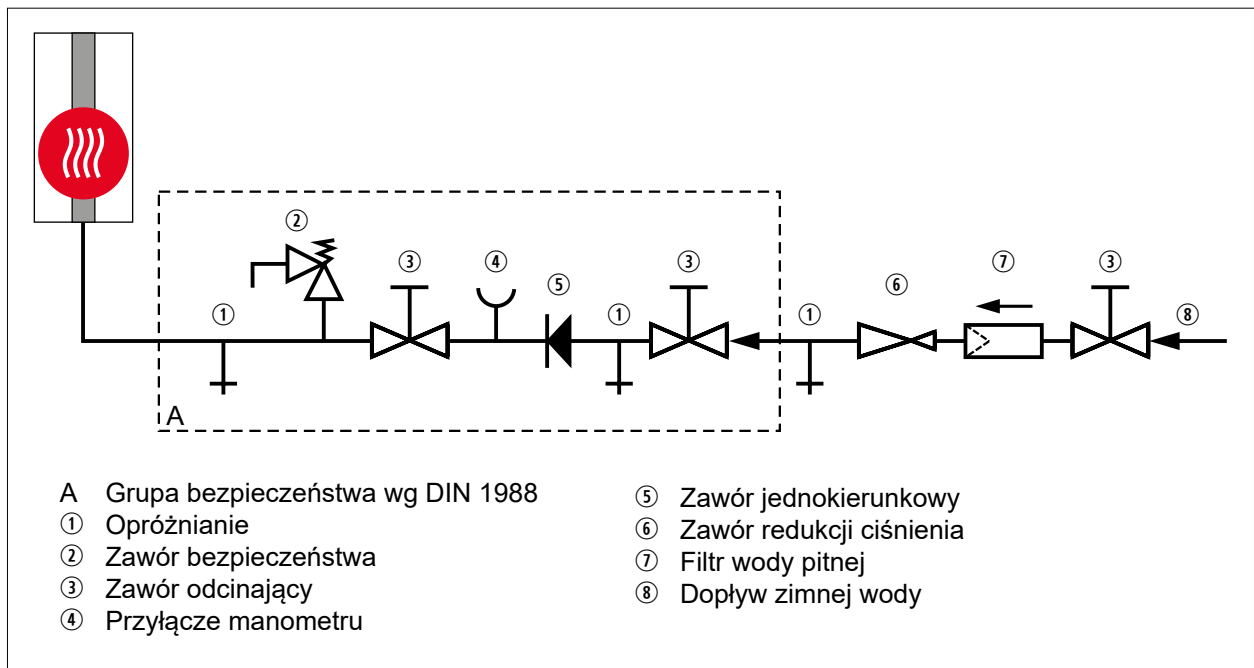 ②
③
④
⑤
③
①
①
①
⑥
⑦
③
⑧
A
A Grupa bezpieczeństwa wg DIN 1988
① Opróżnianie
② Zawór bezpieczeństwa
③ Zawór odcinający
④ Przyłącze manometru
⑤ Zawór jednokierunkowy
⑥ Zawór redukcji ciśnienia
⑦ Filtr wody pitnej
⑧ Dopływ zimnej wody